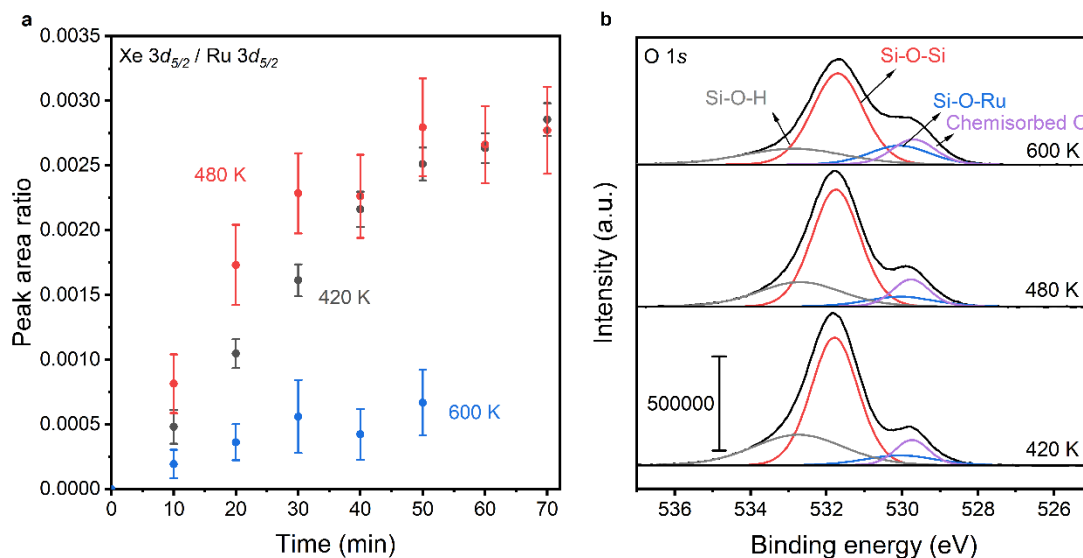 a
Xe 3d5/2 / Ru 3d5/2
0.0035
0.0030
0.0025
0.0020
0.0015
0.0010
0.0005
0.0000
Peak area ratio
480 K
420 K
600 K
10 20 30 40 50 60 70
Time (min)
b
O 1s
Si-O-Si
Si-O-H
Si-O-Ru
Chemisorbed O
600 K
480 K
500000
420 K
Intensity (a.u.)
536 534 532 530 528 526
Binding energy (eV)